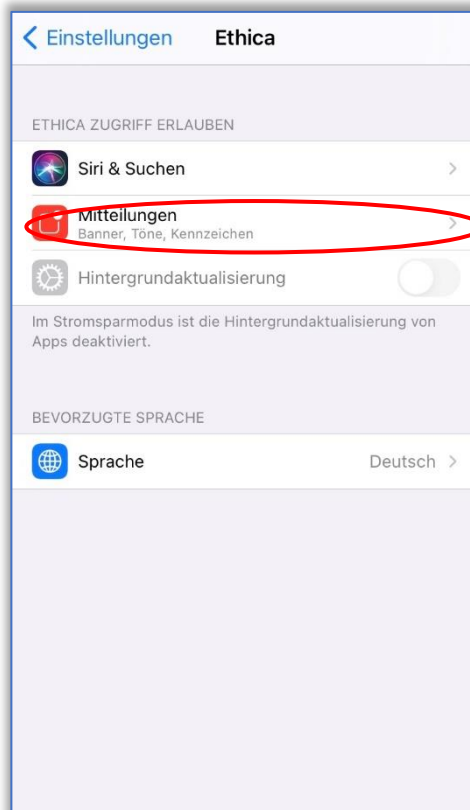 Einstellungen Ethica
ETHICA ZUGRIFF ERLAUBEN
Siri & Suchen
Mitteilungen
Banner, Töne, Kennzeichen
Hintergrundaktualisierung
Im Stromsparmodus ist die Hintergrundaktualisierung von
Apps deaktiviert.
BEVORZUGTE SPRACHE
Sprache Deutsch